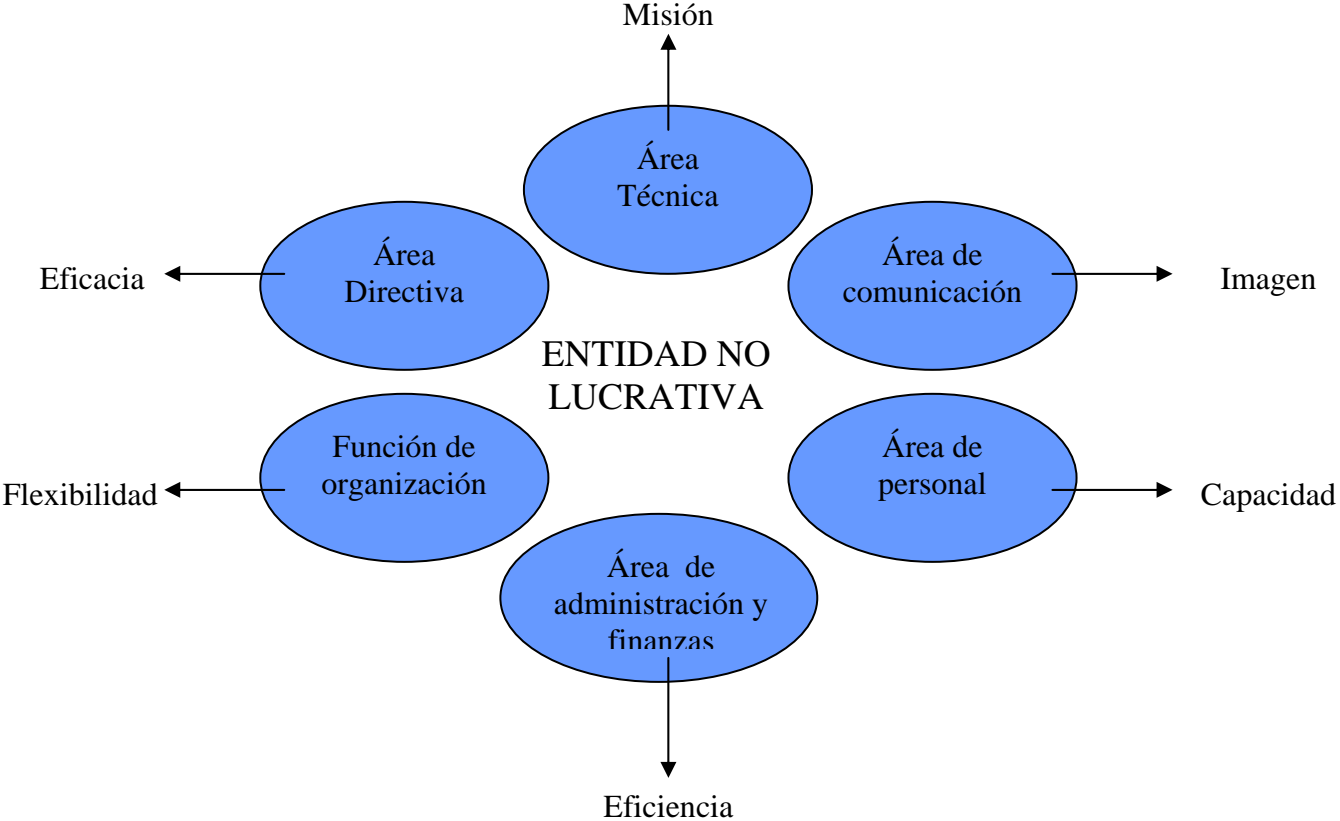 Misión
Área
Técnica
Área
Directiva
Área de
comunicación
Eficacia
Imagen
ENTIDAD NO
LUCRATIVA
Función de
organización
Área de
personal
Flexibilidad
Capacidad
Área de
administración y
finanzas
Eficiencia